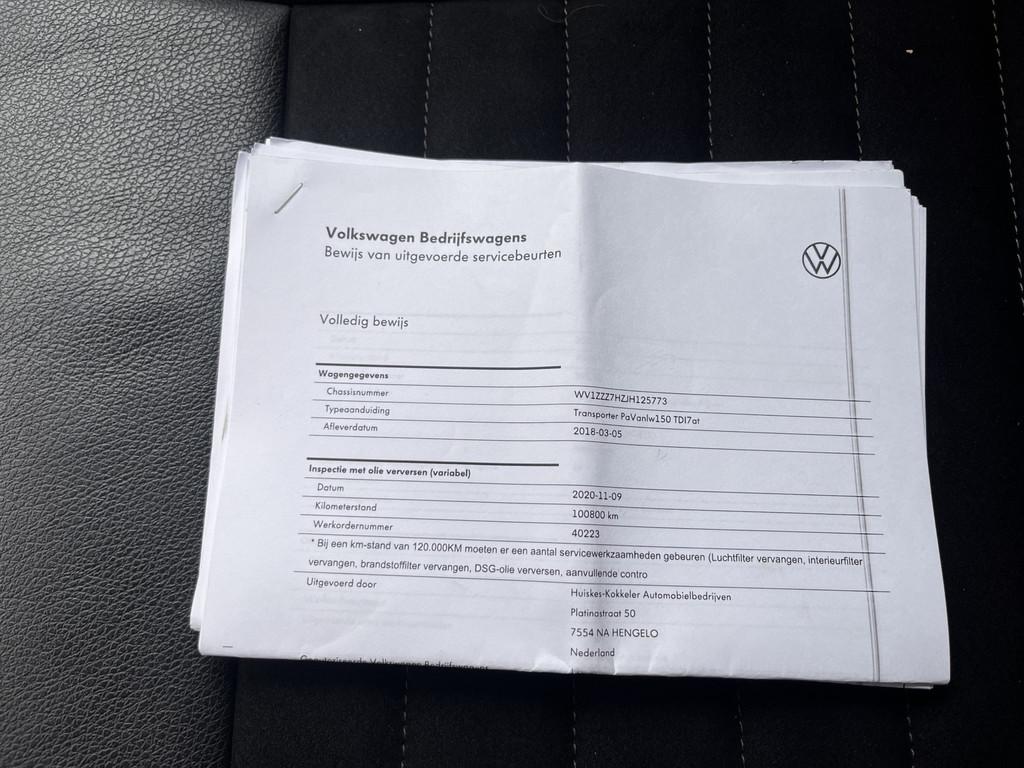 Volkswagen Bedrijfswagens
Bewijs van uitgevoerde servicebeurten
Volledig bewijs
Wagengegevens
Chassisnummer WV1ZZZ7HZJH125773
Typeaanduiding Transporter PaVanlw150 TDI7at
Afleverdatum 2018-03-05
Inspectie met olie verversen (variabel)
Datum 2020-11-09
Kilometerstand 100800 km
Werkordernummer 40223
* Bij een km-stand van 120.000KM moeten er een aantal servicewerkzaamheden gebeuren (Luchtfilter vervangen, interieurfilter
vervangen, brandstoffilter vervangen, DSG-olie verversen, aanvullende contro
Uitgevoerd door Huiskes-Kokkeler Automobielbedrijven
Platinastraat 50
7554 NA HENGELO
Nederland